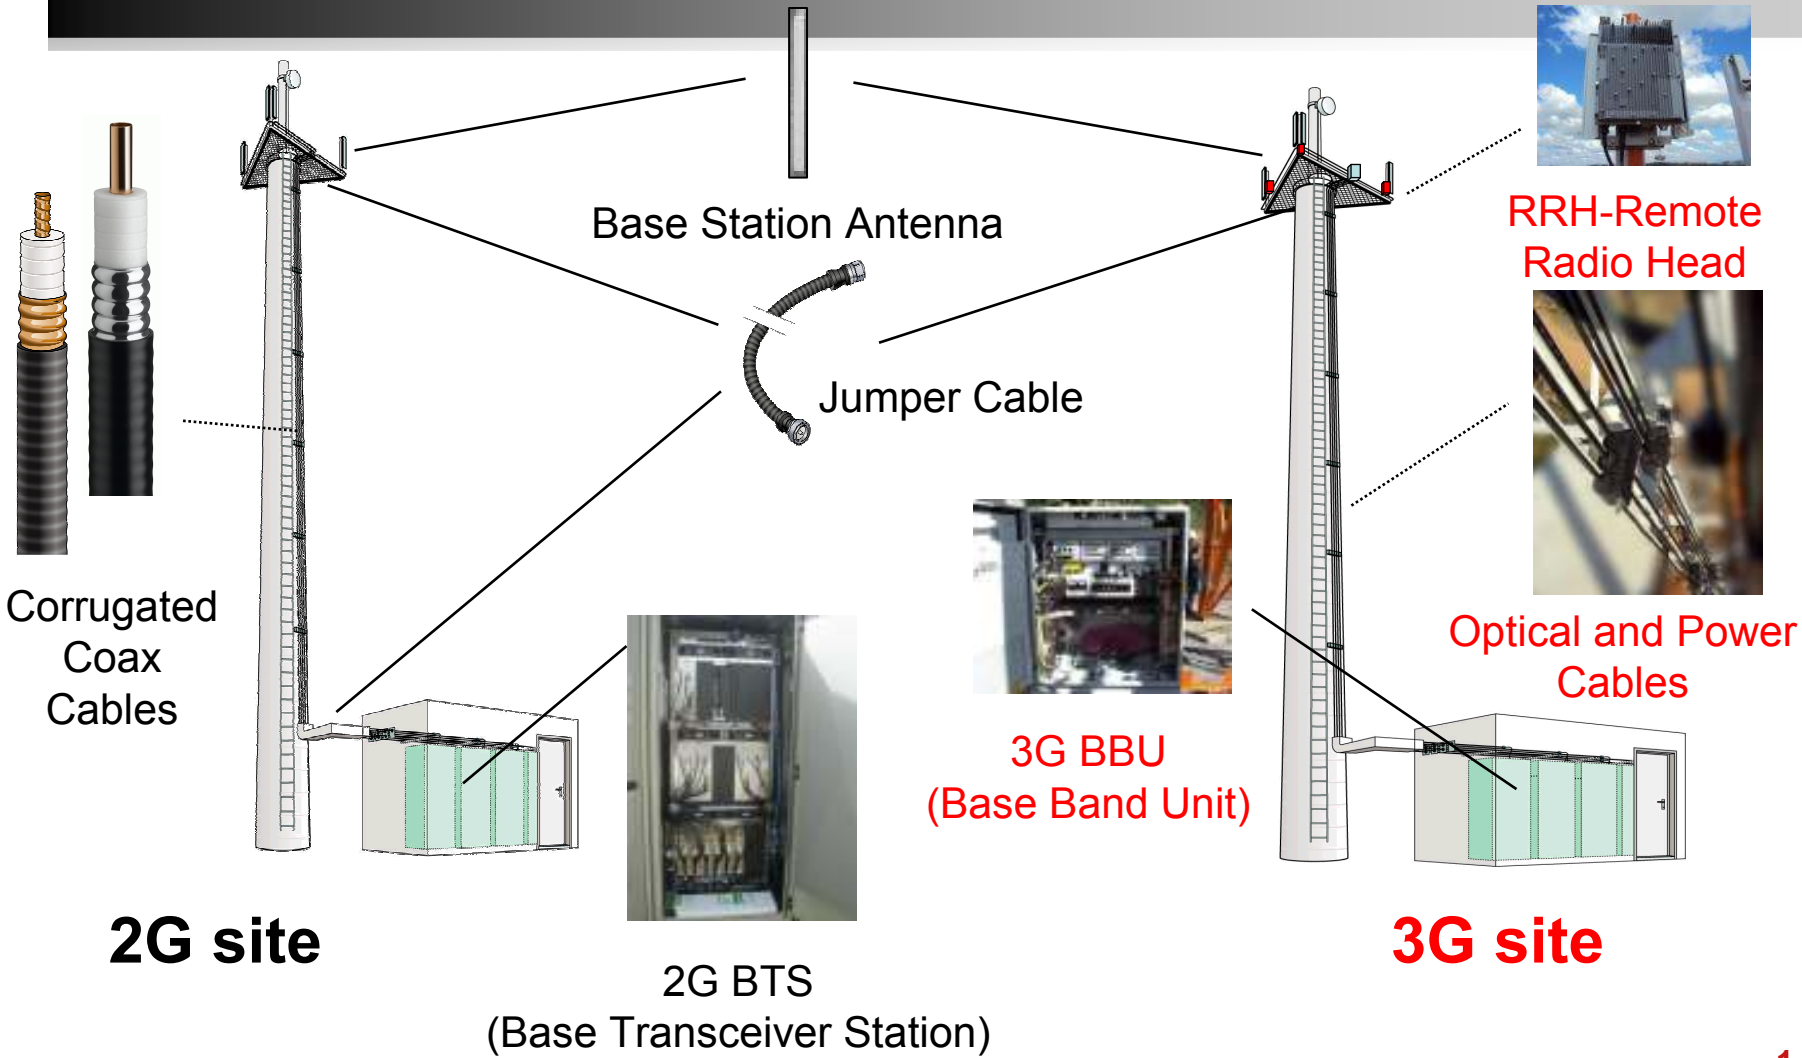 Base Station Antenna
RRH-Remote
Radio Head
Jumper Cable
Corrugated
Coax
Cables
Optical and Power
Cables
3G BBU
(Base Band Unit)
2G site
3G site
2G BTS
(Base Transceiver Station)
1